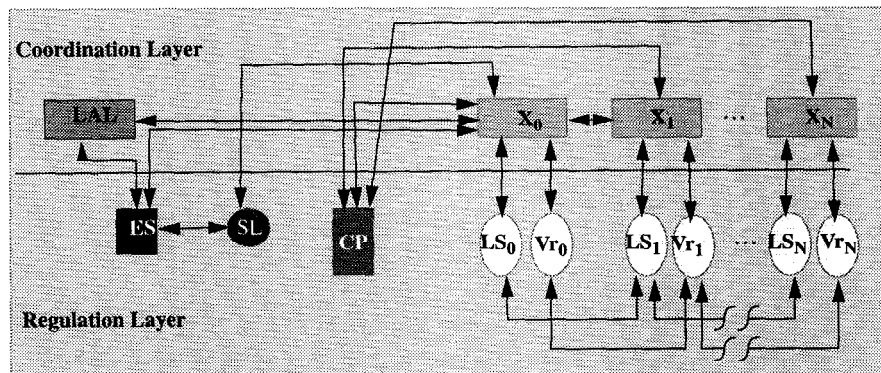 Coordination Layer
LAL
X0
X1
...
XN
ES
SL
CP
LS0
Vr0
LS1
Vr1
...
LSN
VrN
Regulation Layer